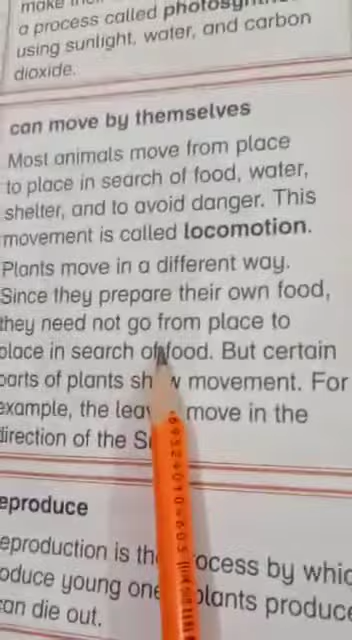 make
a process called photosynthe
using sunlight, water, and carbon
dioxide.
can move by themselves
Most animals move from place
to place in search of food, water,
shelter, and to avoid danger. This
movement is called locomotion.
Plants move in a different way.
Since they prepare their own food,
they need not go from place to
place in search of food. But certain
parts of plants show movement. For
example, the lea move in the
direction of the S
eproduce
eproduction is th ocess by whic
oduce young one plants produce
can die out.